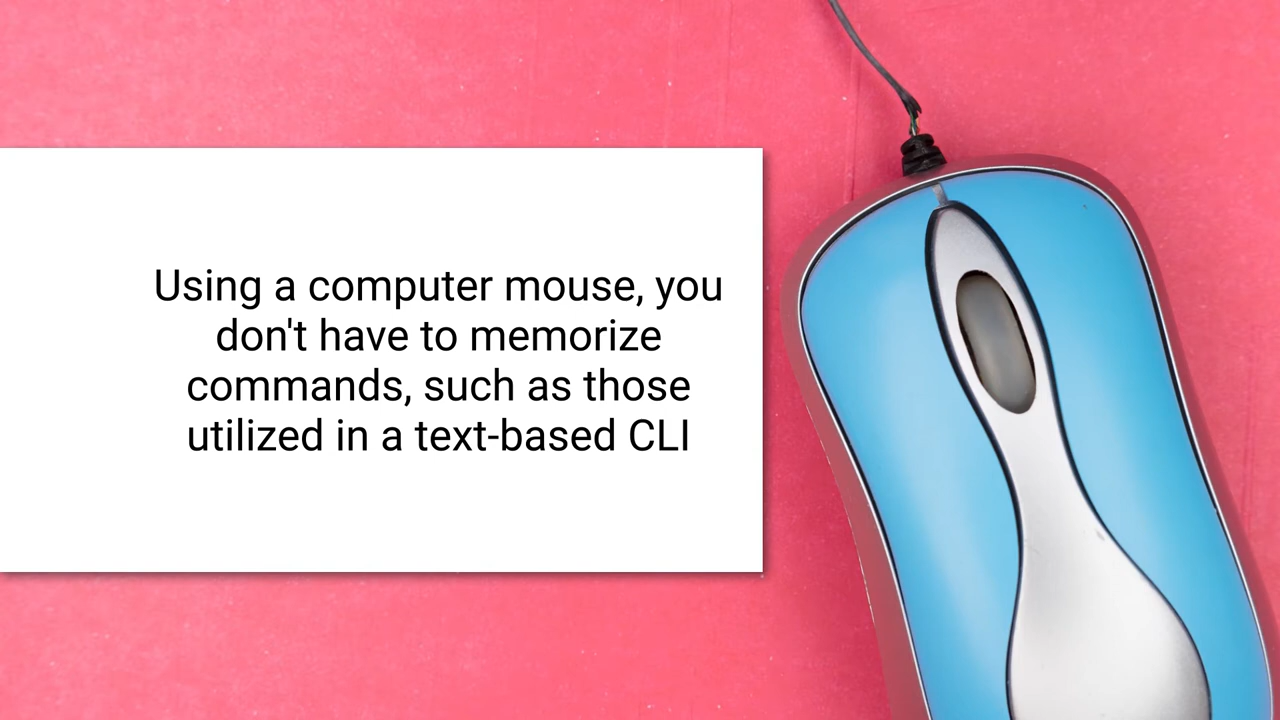 Using a computer mouse, you
don't have to memorize
commands, such as those
utilized in a text-based CLI